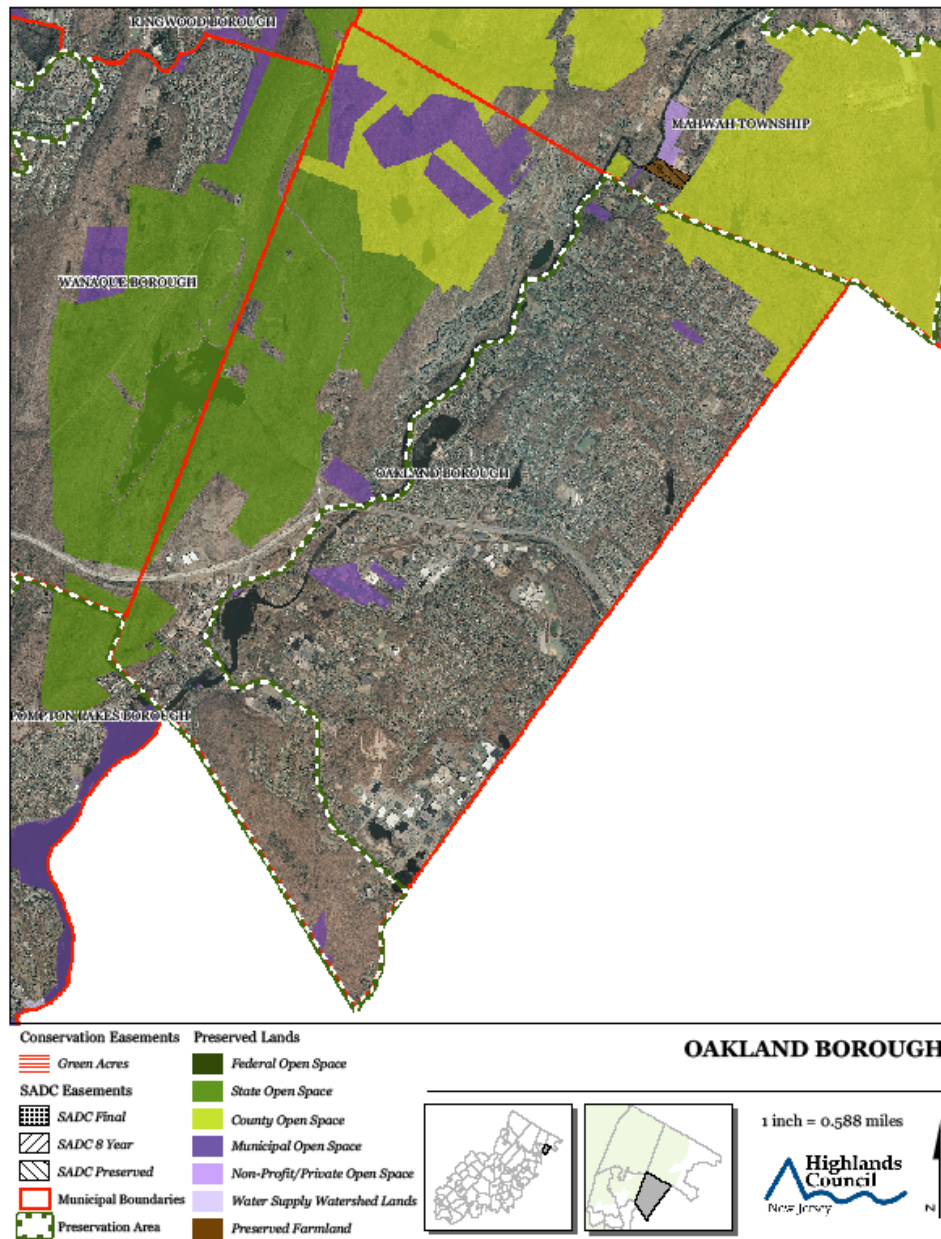 RINGWOOD BOROUGH
MAHWAH TOWNSHIP
WANAQUE BOROUGH
OAKLAND BOROUGH
POMPTON LAKES BOROUGH
Conservation Easements
Green Acres
SADC Easements
SADC Final
SADC 8 Year
SADC Preserved
Municipal Boundaries
Preservation Area
Preserved Lands
Federal Open Space
State Open Space
County Open Space
Municipal Open Space
Non-Profit/Private Open Space
Water Supply Watershed Lands
Preserved Farmland
OAKLAND BOROUGH
1 inch = 0.588 miles
Highlands
Council
New Jersey
N